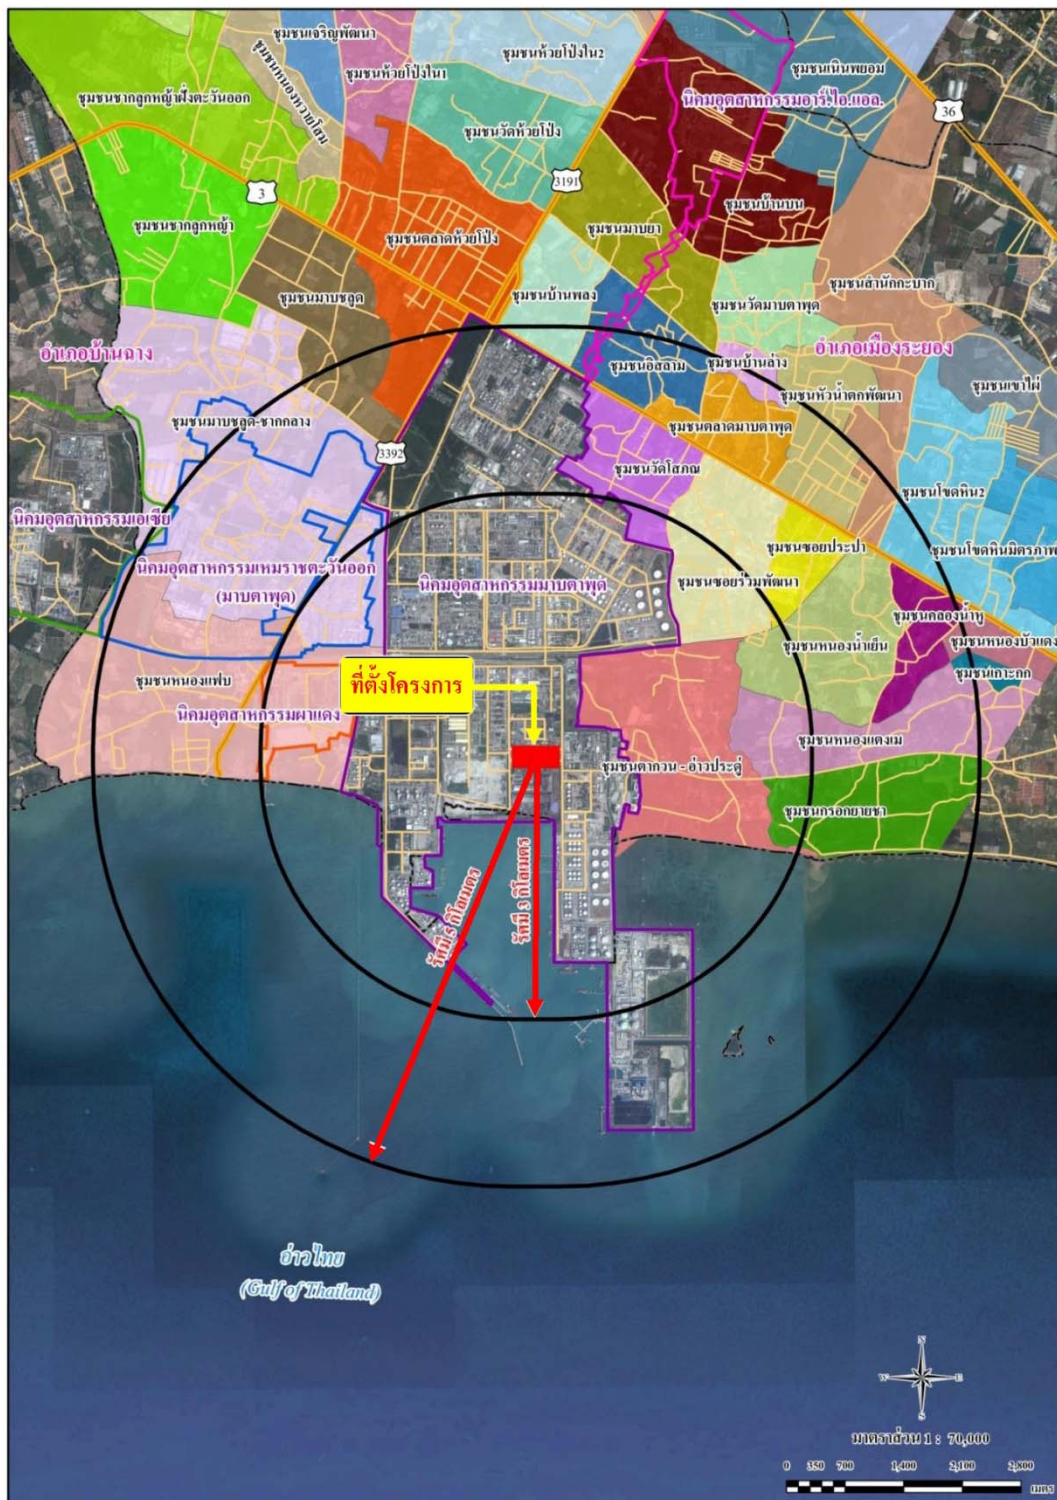 ชุมชนเจริญพัฒนา
ชุมชนห้วยโป่งใน2
ชุมชนห้วยโป่งใน1
ชุมชนหนองหวายโสม
ชุมชนเนินพยอม
ชุมชนชากลูกหญ้าฝั่งตะวันออก
นิคมอุตสาหกรรมอาร์.ไอ.แอล.
36
ชุมชนวัดห้วยโป่ง
3191
3
ชุมชนบ้านบน
ชุมชนชากลูกหญ้า
ชุมชนมาบยา
ชุมชนตลาดห้วยโป่ง
ชุมชนสำนักกะบาก
ชุมชนมาบชลูด
ชุมชนบ้านพลง
ชุมชนวัดมาบตาพุด
อำเภอบ้านฉาง
อำเภอเมืองระยอง
ชุมชนอิสลาม
ชุมชนบ้านล่าง
ชุมชนเขาไผ่
ชุมชนหัวน้ำตกพัฒนา
ชุมชนมาบชลูด-ชากกลาง
ชุมชนตลาดมาบตาพุด
3392
ชุมชนวัดโสภณ
ชุมชนโขดหิน2
นิคมอุตสาหกรรมเอเซีย
ชุมชนซอยประปา
ชุมชนโขดหินมิตรภาพ
นิคมอุตสาหกรรมเหมราชตะวันออก
(มาบตาพุด)
นิคมอุตสาหกรรมมาบตาพุด
ชุมชนซอยร่วมพัฒนา
ชุมชนคลองน้ำหู
ชุมชนหนองบัวแดง
ชุมชนหนองน้ำเย็น
ชุมชนเกาะกก
ชุมชนหนองแฟบ
ที่ตั้งโครงการ
นิคมอุตสาหกรรมผาแดง
ชุมชนหนองแตงเม
ชุมชนตากวน - อ่าวประดู่
ชุมชนกรอกยายชา
รัศมี 5 กิโลเมตร
รัศมี 3 กิโลเมตร
อ่าวไทย
(Gulf of Thailand)
N
W
E
S
มาตราส่วน 1 : 70,000
0 350 700 1,400 2,100 2,800
เมตร